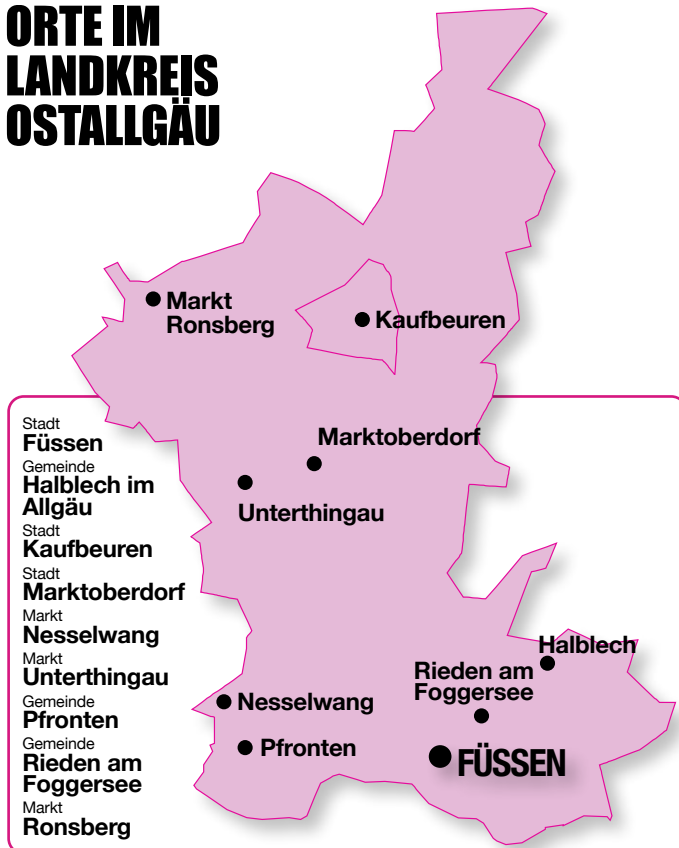 ORTE IM
LANDKREIS
OSTALLGÄU
Markt
Ronsberg
Kaufbeuren
Marktoberdorf
Unterthingau
Halblech
Rieden am
Foggersee
Nesselwang
Pfronten
FÜSSEN
Stadt
Füssen
Gemeinde
Halblech im
Allgäu
Stadt
Kaufbeuren
Stadt
Marktoberdorf
Markt
Nesselwang
Markt
Unterthingau
Gemeinde
Pfronten
Gemeinde
Rieden am
Foggersee
Markt
Ronsberg